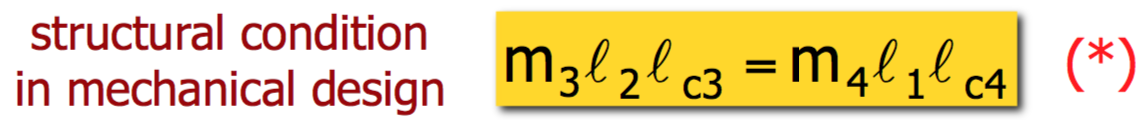 structural condition
in mechanical design
m₃ℓ₂ℓc₃ = m₄ℓ₁ℓc₄ (*)